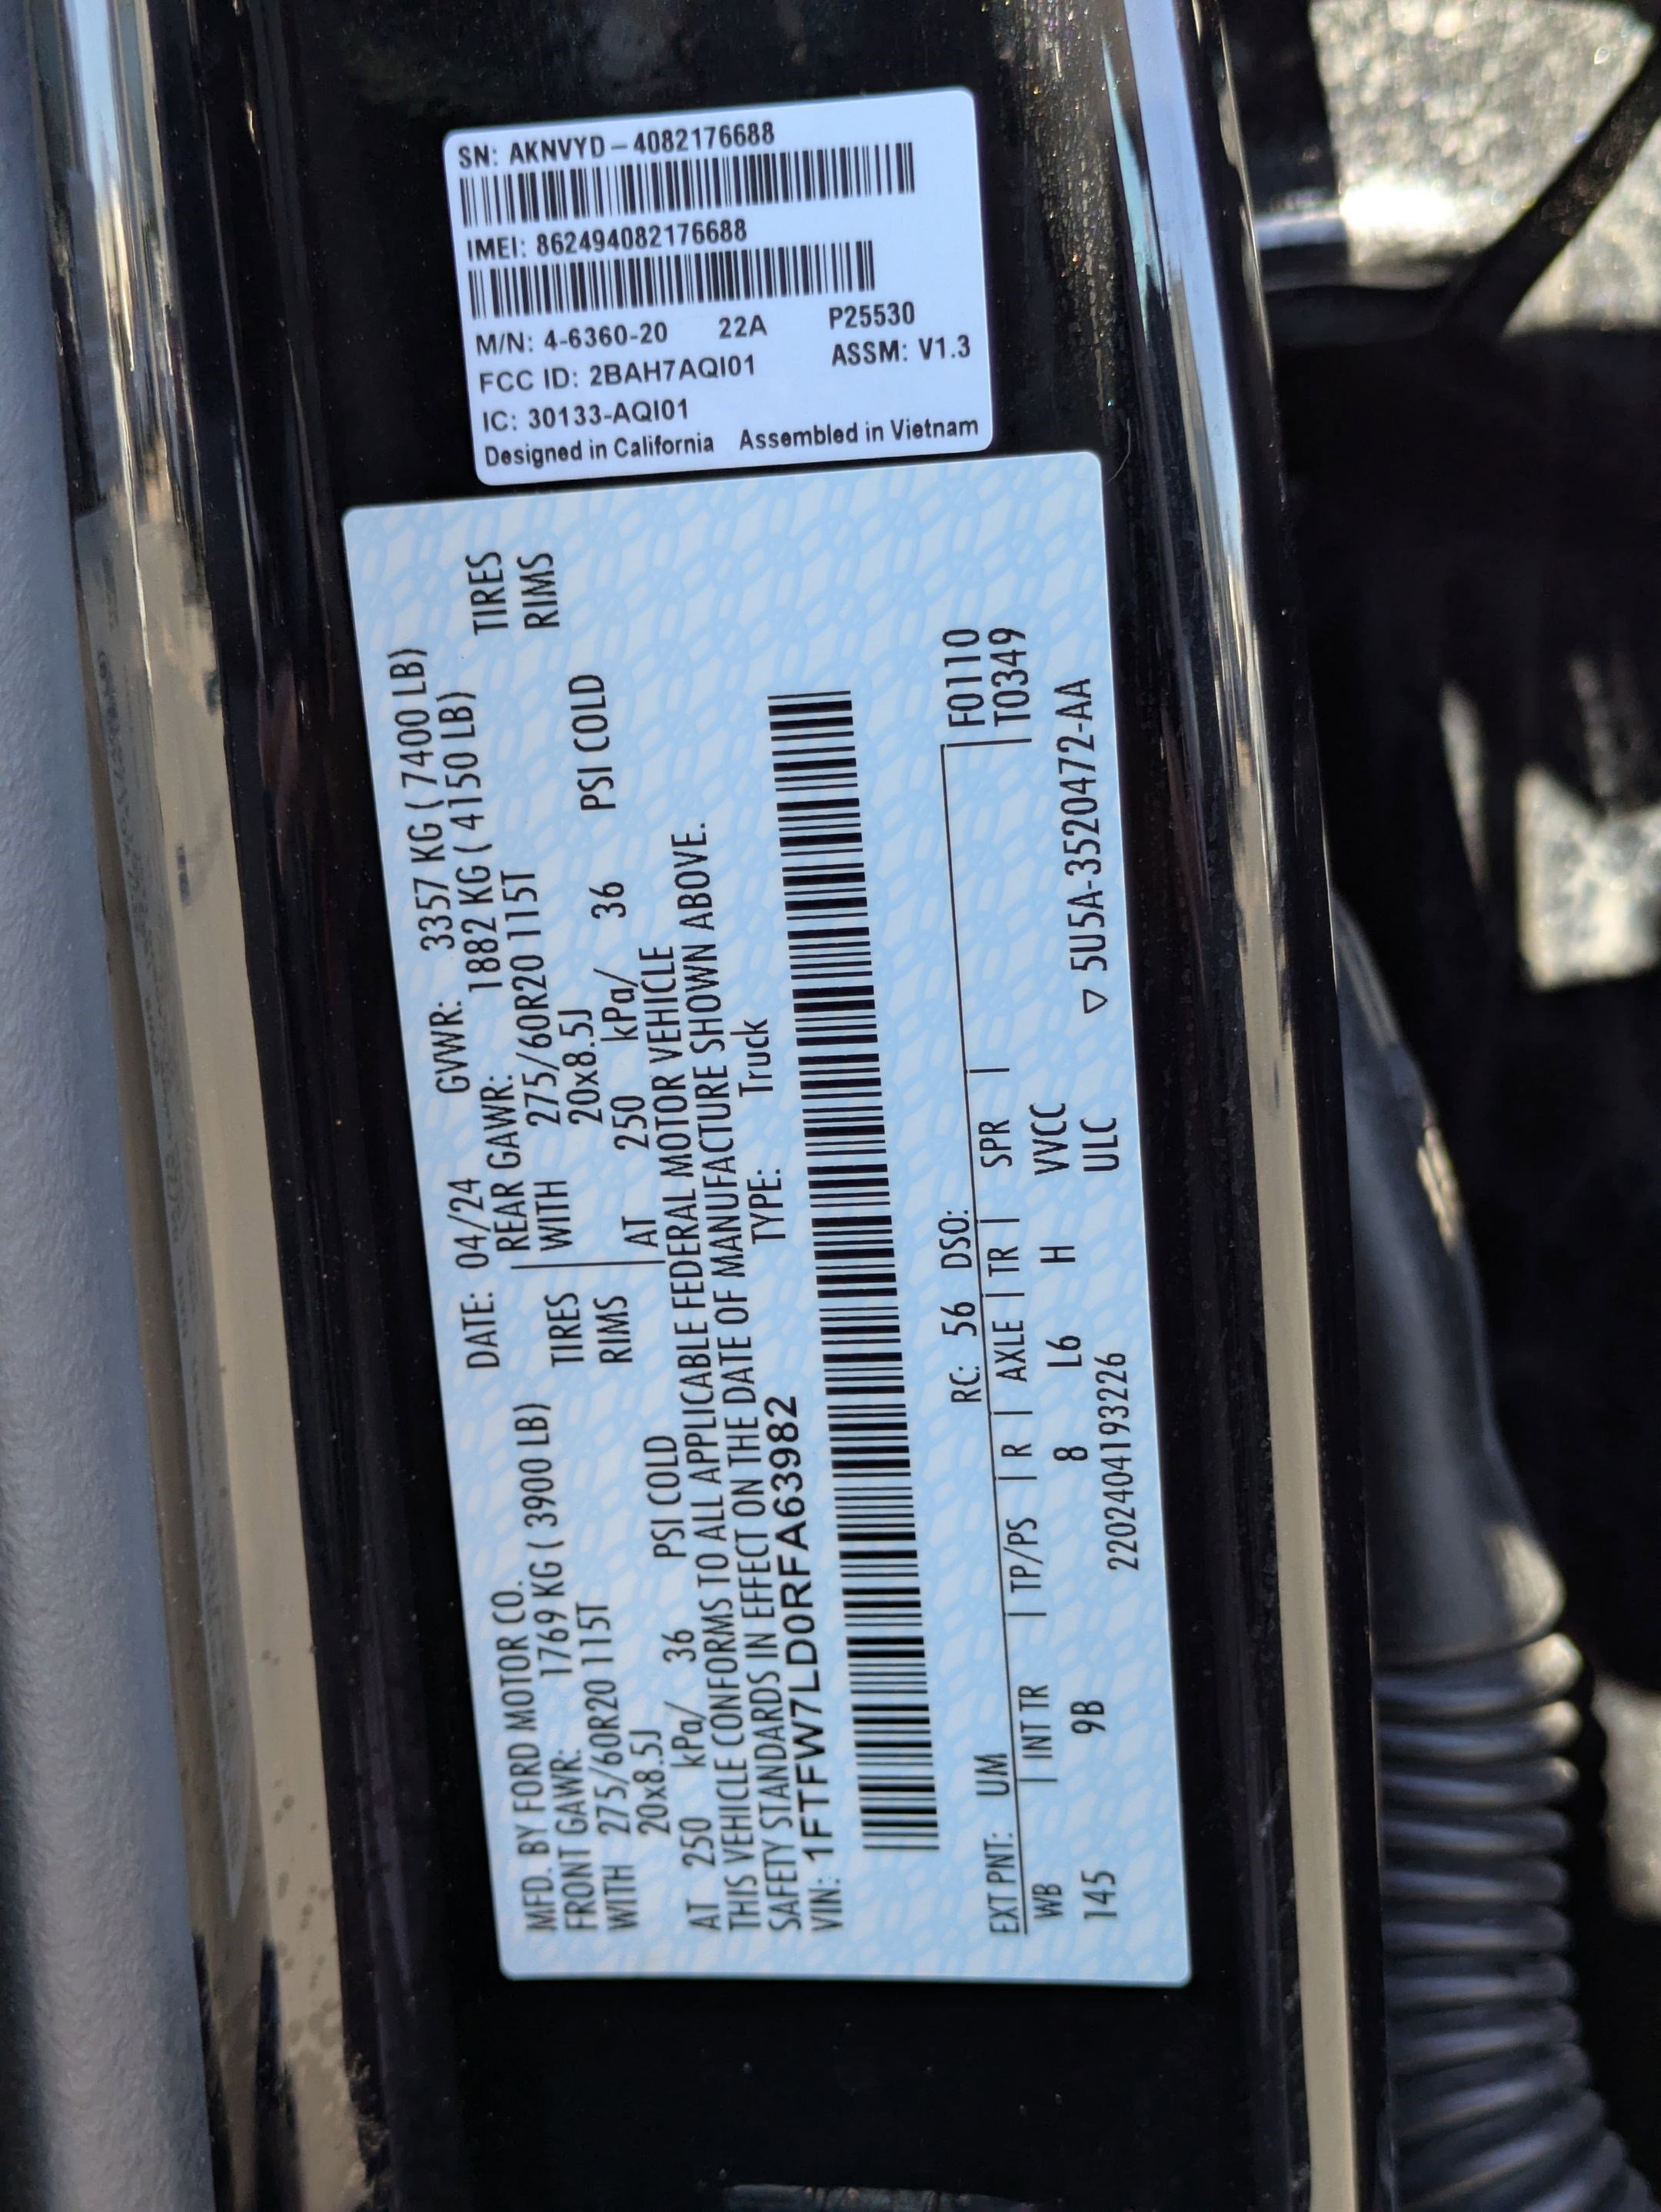 SN: AKNVYD-4082176688
IMEI: 862494082176688
M/N: 4-6360-20 22A P25530
FCC ID: 2BAH7AQI01 ASSM: V1.3
IC: 30133-AQI01
Designed in California Assembled in Vietnam
MFD. BY FORD MOTOR CO. DATE: 04/24 GVWR: 3357 KG ( 7400 LB)
FRONT GAWR: 1769 KG ( 3900 LB) REAR GAWR: 1882 KG ( 4150 LB)
WITH 275/60R20 115T TIRES WITH 275/60R20 115T TIRES
20x8.5J RIMS 20x8.5J RIMS
AT 250 kPa/ 36 PSI COLD AT 250 kPa/ 36 PSI COLD
THIS VEHICLE CONFORMS TO ALL APPLICABLE FEDERAL MOTOR VEHICLE
SAFETY STANDARDS IN EFFECT ON THE DATE OF MANUFACTURE SHOWN ABOVE.
VIN: 1FTFW7LD0RFA63982 TYPE: Truck
EXT PNT: UM RC: 56 DSO: F0110
WB | INT TR | TP/PS | R | AXLE | TR | SPR | T0349
145 9B 8 L6 H VVCC
2202404193226 ULC ▽ 5U5A-3520472-AA